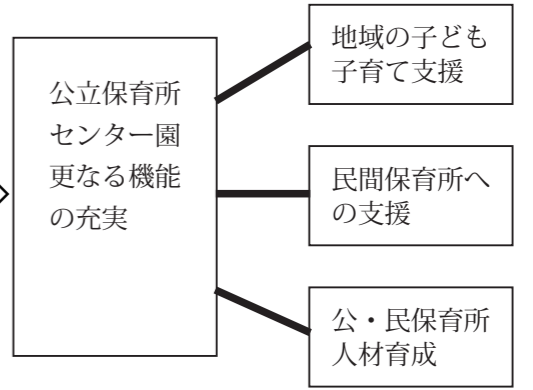 公立保育所
センター園
更なる機能
の充実
地域の子ども
子育て支援
民間保育所へ
の支援
公・民保育所
人材育成